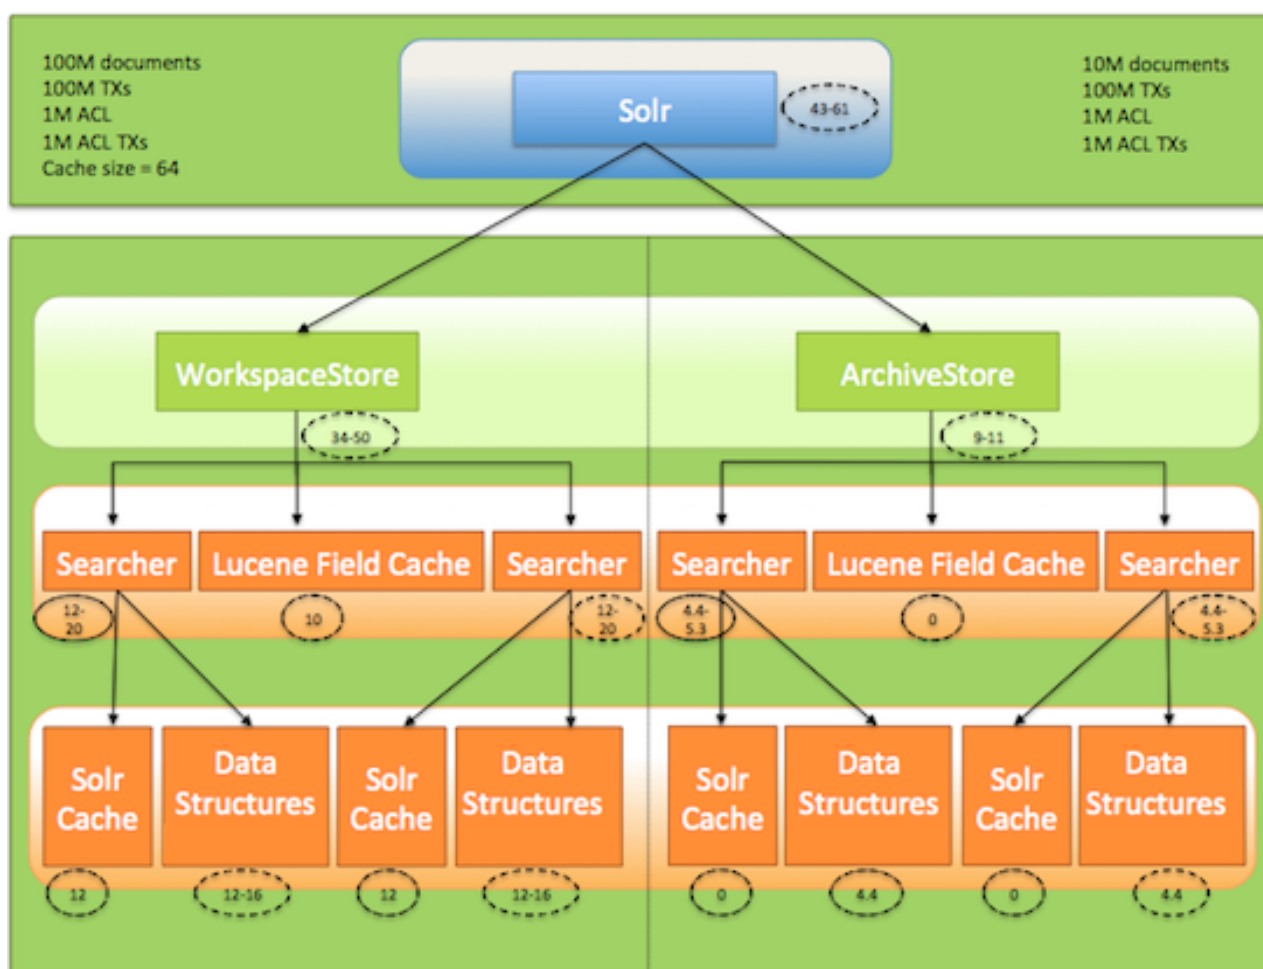 100M documents
100M TXs
1M ACL
1M ACL TXs
Cache size = 64
Solr
43-61
10M documents
100M TXs
1M ACL
1M ACL TXs
WorkspaceStore
ArchiveStore
34-50
9-11
Searcher
Lucene Field Cache
Searcher
Searcher
Lucene Field Cache
Searcher
12-
20
10
12-
20
4.4-
5.3
0
4.4-
5.3
Solr
Cache
Data
Structures
Solr
Cache
Data
Structures
Solr
Cache
Data
Structures
Solr
Cache
Data
Structures
12
12-16
12
12-16
0
4.4
0
4.4